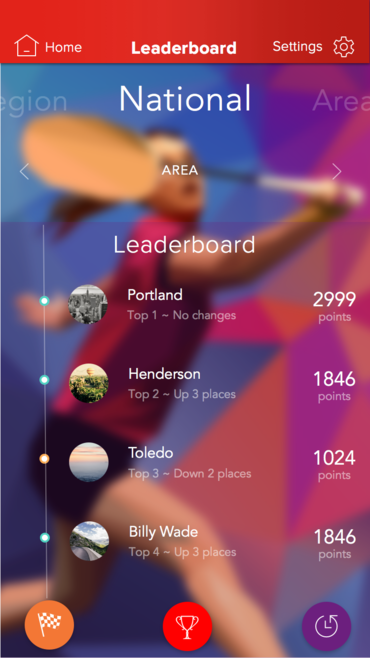 Home
Leaderboard
Settings
egion
National
Area
AREA
Leaderboard
Portland
2999
Top 1 ~ No changes
points
Henderson
1846
Top 2 ~ Up 3 places
points
Toledo
1024
Top 3 ~ Down 2 places
points
Billy Wade
1846
Top 4 ~ Up 3 places
points